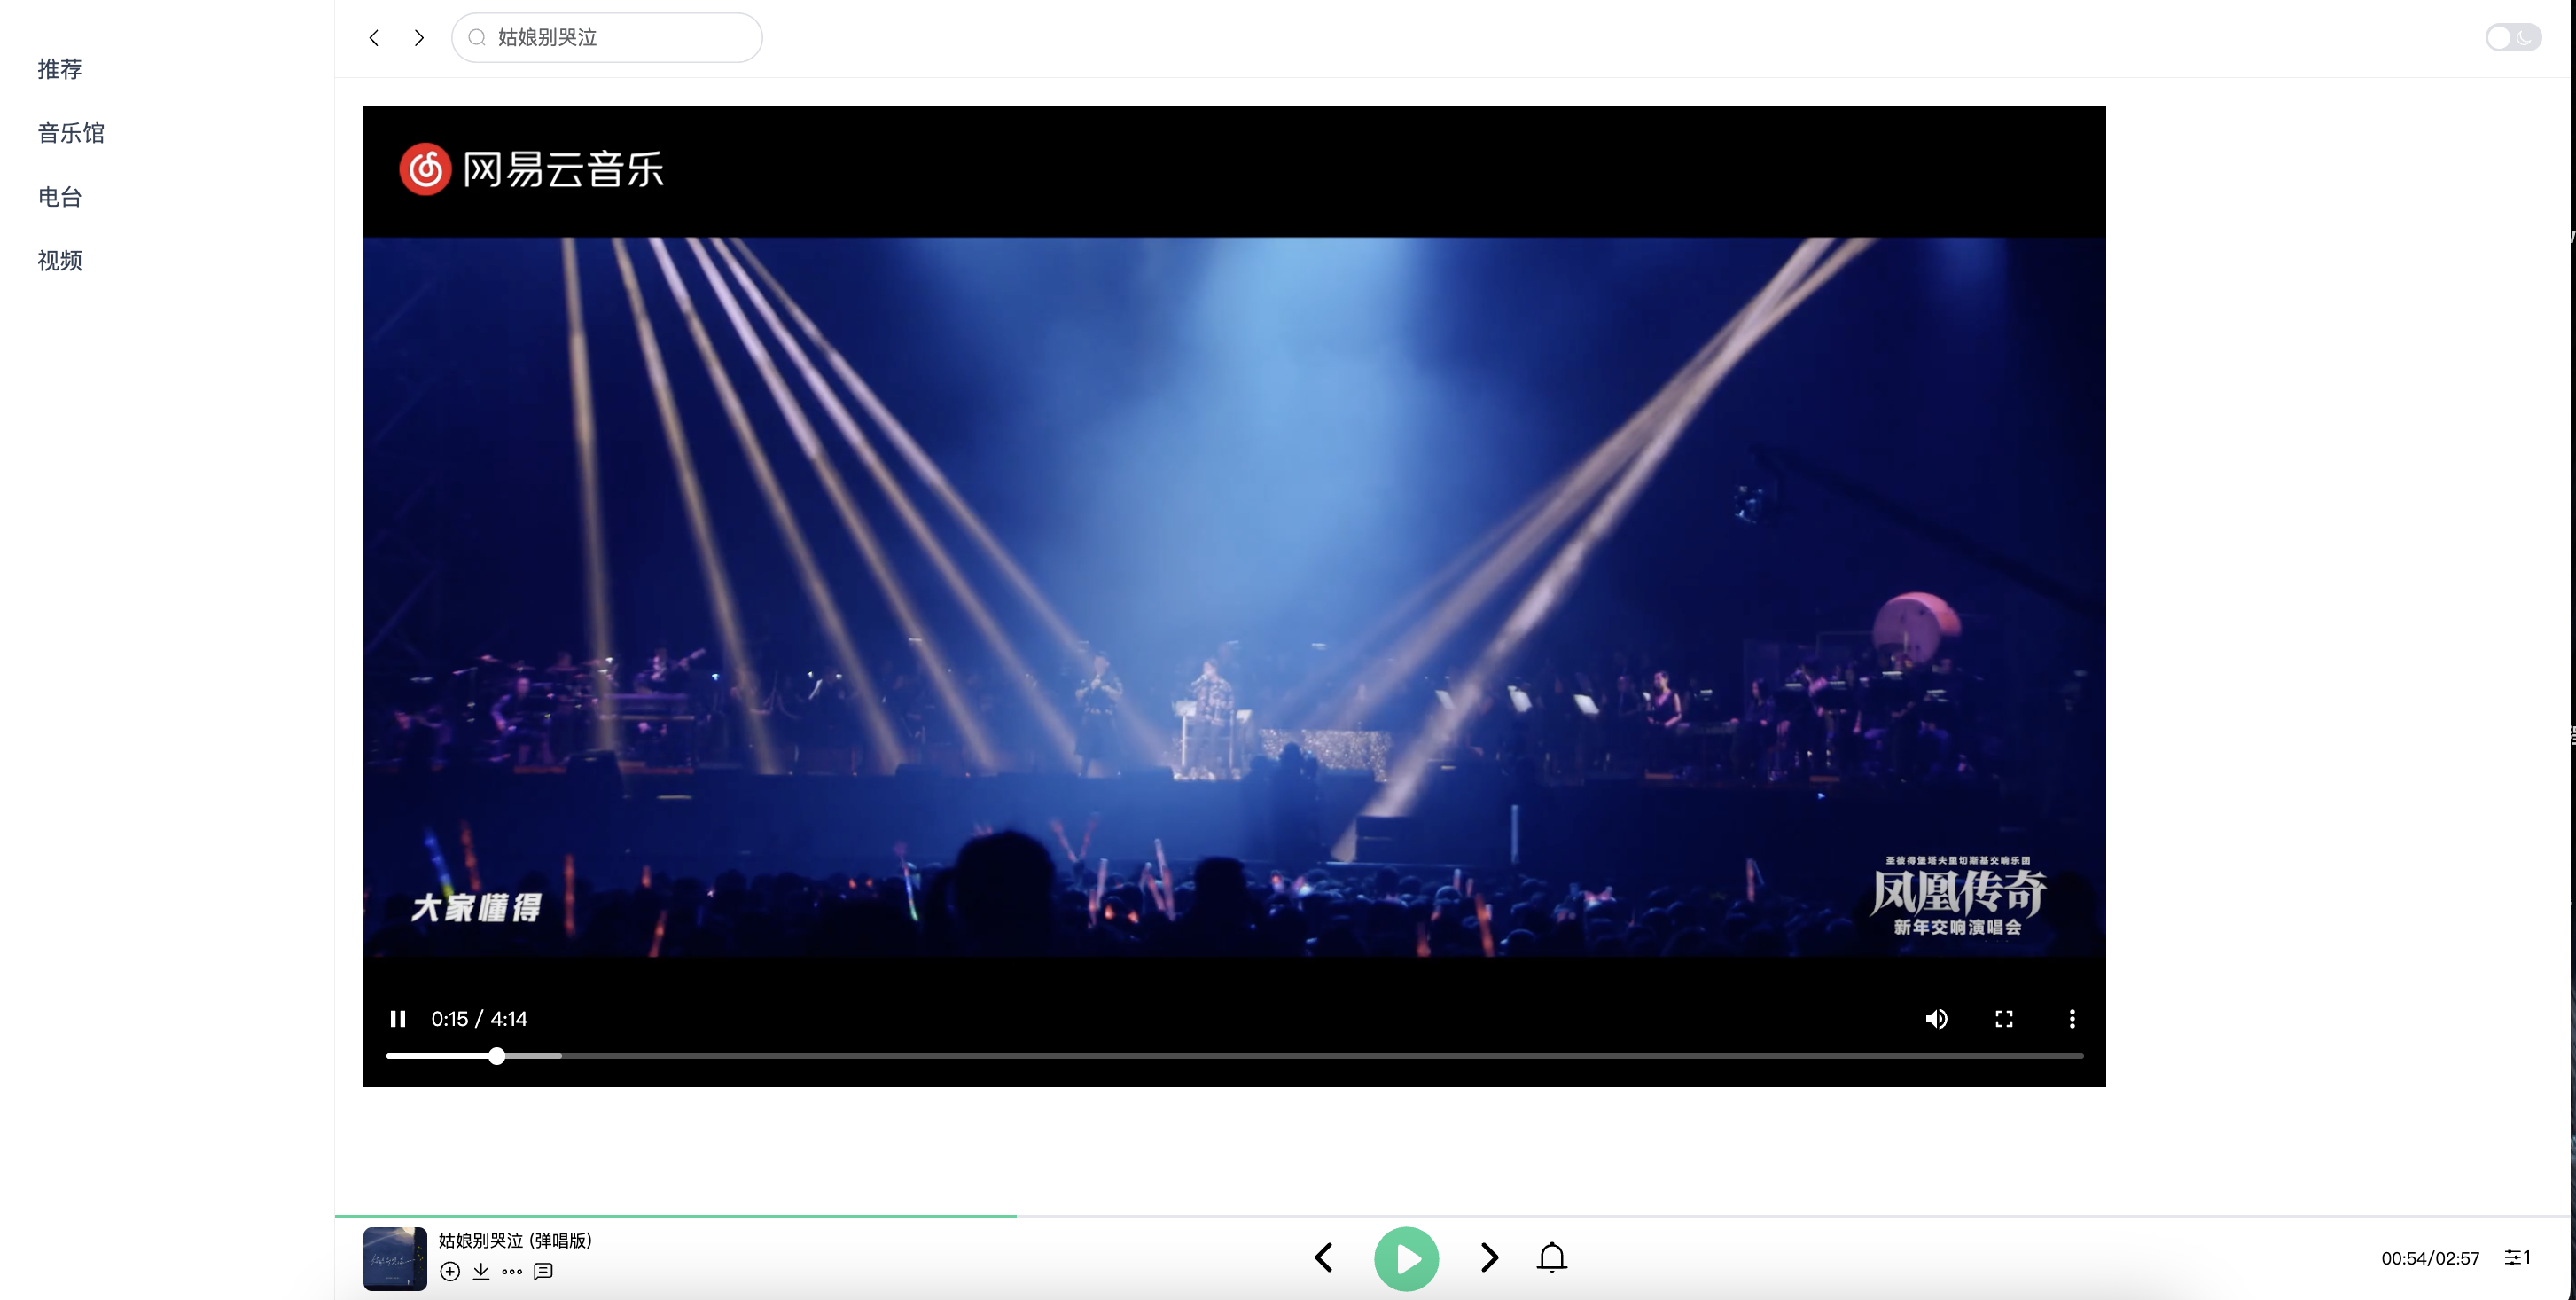 姑娘别哭泣
推荐
音乐馆
电台
视频
网易云音乐
大家懂得
圣彼得堡塔夫里切斯基交响乐团
凤凰传奇
新年交响演唱会
0:15 / 4:14
姑娘别哭泣 (弹唱版)
00:54/02:57
1